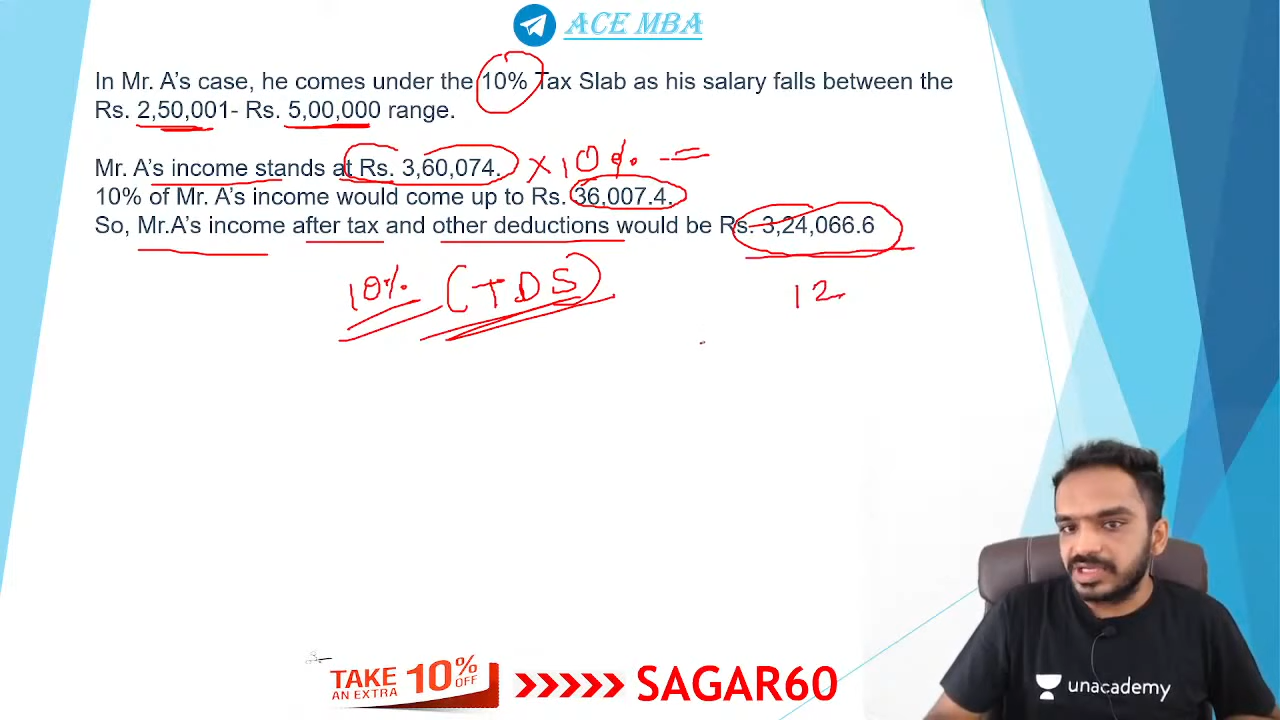 ACE MBA
In Mr. A's case, he comes under the 10% Tax Slab as his salary falls between the
Rs. 2,50,001- Rs. 5,00,000 range.
Mr. A's income stands at Rs. 3,60,074. × 10% =
10% of Mr. A's income would come up to Rs. 36,007.4.
So, Mr.A's income after tax and other deductions would be Rs. 3,24,066.6
10% (TDS) 12
TAKE 10% OFF
AN EXTRA
>>>>> SAGAR60
unacademy